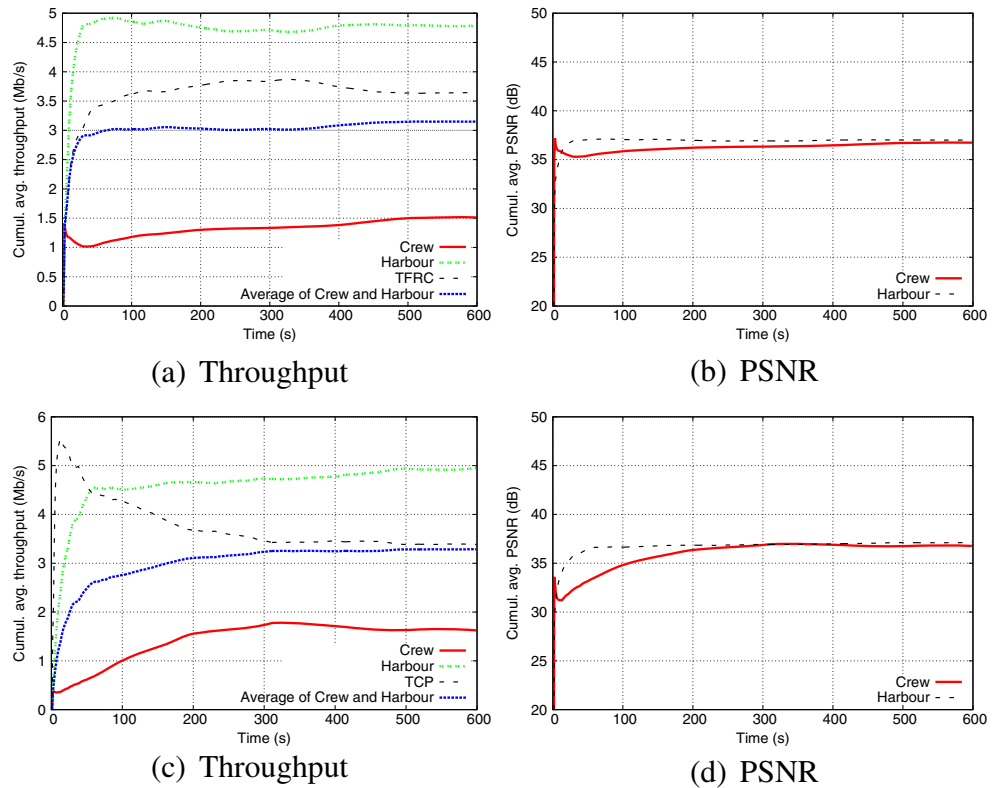 Cumul. avg. throughput (Mb/s)
5
4.5
4
3.5
3
2.5
2
1.5
1
0.5
0
0 100 200 300 400 500 600
Time (s)
Crew
Harbour
TFRC
Average of Crew and Harbour
(a) Throughput
Cumul. avg. PSNR (dB)
50
45
40
35
30
25
20
0 100 200 300 400 500 600
Time (s)
Crew
Harbour
(b) PSNR
Cumul. avg. throughput (Mb/s)
6
5
4
3
2
1
0
0 100 200 300 400 500 600
Time (s)
Crew
Harbour
TCP
Average of Crew and Harbour
(c) Throughput
Cumul. avg. PSNR (dB)
50
45
40
35
30
25
20
0 100 200 300 400 500 600
Time (s)
Crew
Harbour
(d) PSNR